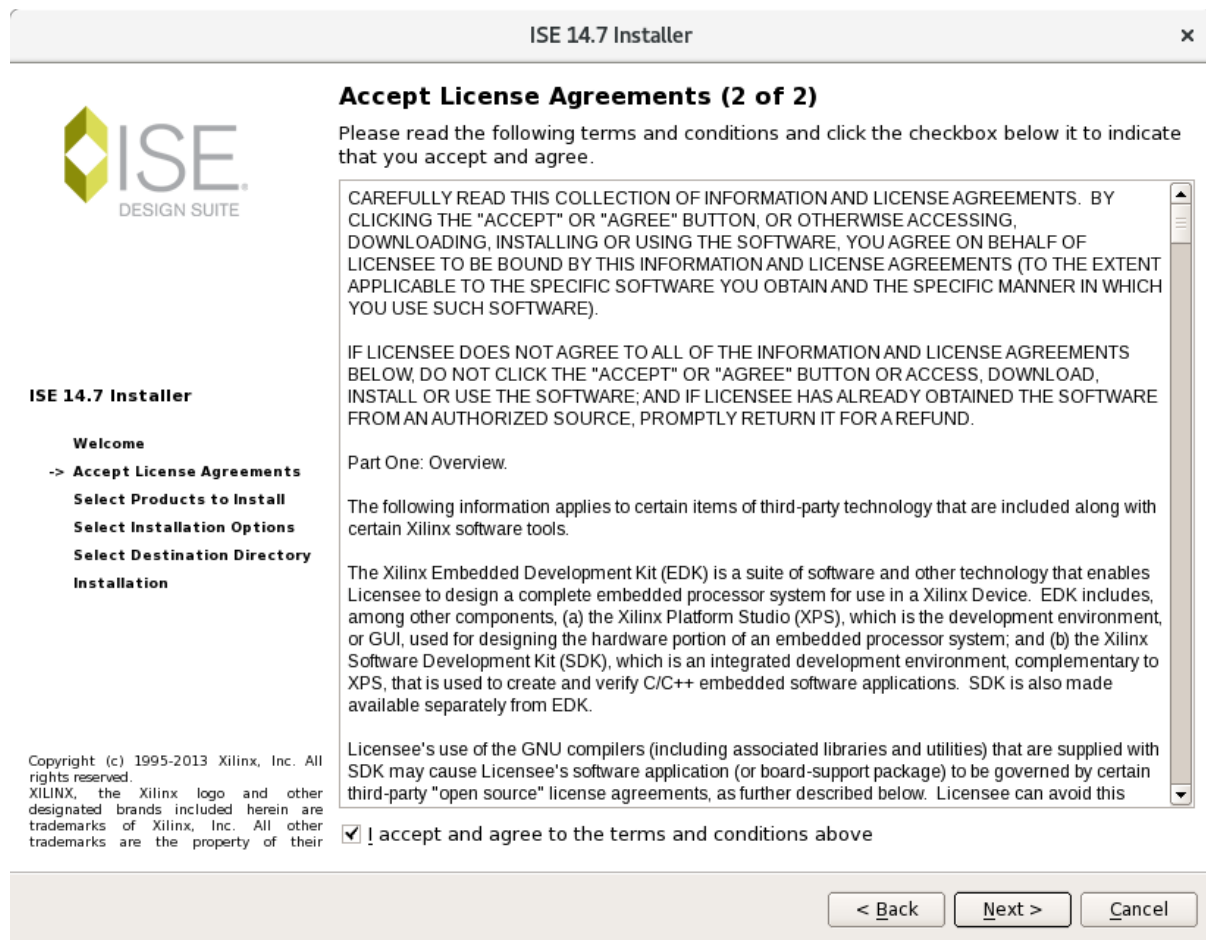 ISE 14.7 Installer
×
ISE®
DESIGN SUITE
ISE 14.7 Installer
Welcome
-> Accept License Agreements
Select Products to Install
Select Installation Options
Select Destination Directory
Installation
Copyright (c) 1995-2013 Xilinx, Inc. All
rights reserved.
XILINX, the Xilinx logo and other
designated brands included herein are
trademarks of Xilinx, Inc. All other
trademarks are the property of their
Accept License Agreements (2 of 2)
Please read the following terms and conditions and click the checkbox below it to indicate
that you accept and agree.
CAREFULLY READ THIS COLLECTION OF INFORMATION AND LICENSE AGREEMENTS. BY
CLICKING THE "ACCEPT" OR "AGREE" BUTTON, OR OTHERWISE ACCESSING,
DOWNLOADING, INSTALLING OR USING THE SOFTWARE, YOU AGREE ON BEHALF OF
LICENSEE TO BE BOUND BY THIS INFORMATION AND LICENSE AGREEMENTS (TO THE EXTENT
APPLICABLE TO THE SPECIFIC SOFTWARE YOU OBTAIN AND THE SPECIFIC MANNER IN WHICH
YOU USE SUCH SOFTWARE).
IF LICENSEE DOES NOT AGREE TO ALL OF THE INFORMATION AND LICENSE AGREEMENTS
BELOW, DO NOT CLICK THE "ACCEPT" OR "AGREE" BUTTON OR ACCESS, DOWNLOAD,
INSTALL OR USE THE SOFTWARE; AND IF LICENSEE HAS ALREADY OBTAINED THE SOFTWARE
FROM AN AUTHORIZED SOURCE, PROMPTLY RETURN IT FOR A REFUND.
Part One: Overview.
The following information applies to certain items of third-party technology that are included along with
certain Xilinx software tools.
The Xilinx Embedded Development Kit (EDK) is a suite of software and other technology that enables
Licensee to design a complete embedded processor system for use in a Xilinx Device. EDK includes,
among other components, (a) the Xilinx Platform Studio (XPS), which is the development environment,
or GUI, used for designing the hardware portion of an embedded processor system; and (b) the Xilinx
Software Development Kit (SDK), which is an integrated development environment, complementary to
XPS, that is used to create and verify C/C++ embedded software applications. SDK is also made
available separately from EDK.
Licensee's use of the GNU compilers (including associated libraries and utilities) that are supplied with
SDK may cause Licensee's software application (or board-support package) to be governed by certain
third-party "open source" license agreements, as further described below. Licensee can avoid this
I accept and agree to the terms and conditions above
< Back
Next >
Cancel